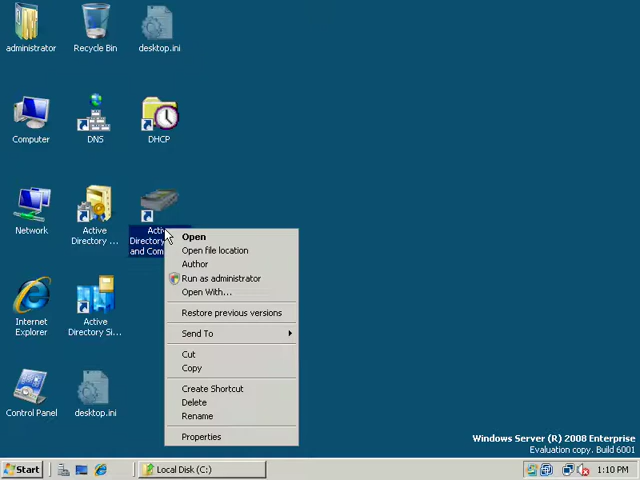 administrator
Recycle Bin
desktop.ini
Computer
DNS
DHCP
Network
Active
Directory ...
Active
Directory
and Com
Internet
Explorer
Active
Directory Si...
Control Panel
desktop.ini
Open
Open file location
Author
Run as administrator
Open With...
Restore previous versions
Send To
Cut
Copy
Create Shortcut
Delete
Rename
Properties
Windows Server (R) 2008 Enterprise
Evaluation copy. Build 6001
Start
Local Disk (C:)
1:10 PM